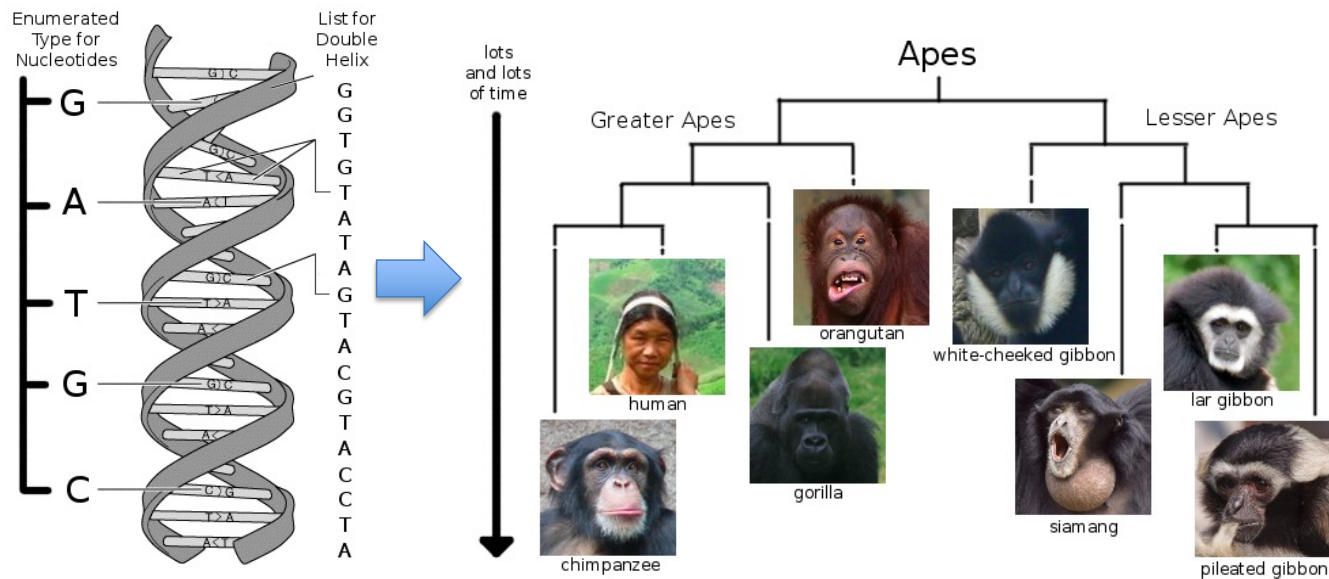 Enumerated
Type for
Nucleotides
G
A
T
G
C
G⟩C
G⟨C
T<A
A⟨T
G⟩C
T>A
A<
G⟩C
T>A
A<
C⟩G
T>A
A<T
List for
Double
Helix
G
G
T
G
T
A
T
A
G
T
A
C
G
T
A
C
C
T
A
lots
and lots
of time
Apes
Greater Apes
Lesser Apes
orangutan
white-cheeked gibbon
human
lar gibbon
gorilla
siamang
chimpanzee
pileated gibbon